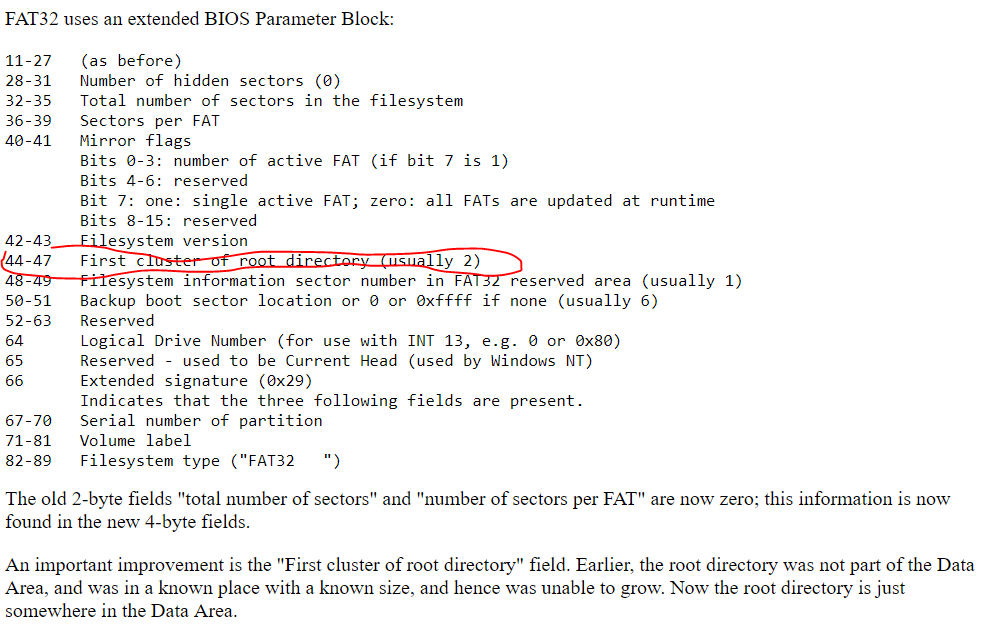 FAT32 uses an extended BIOS Parameter Block:
11-27 (as before)
28-31 Number of hidden sectors (0)
32-35 Total number of sectors in the filesystem
36-39 Sectors per FAT
40-41 Mirror flags
Bits 0-3: number of active FAT (if bit 7 is 1)
Bits 4-6: reserved
Bit 7: one: single active FAT; zero: all FATs are updated at runtime
Bits 8-15: reserved
42-43 Filesystem version
44-47 First cluster of root directory (usually 2)
48-49 Filesystem information sector number in FAT32 reserved area (usually 1)
50-51 Backup boot sector location or 0 or 0xffff if none (usually 6)
52-63 Reserved
64 Logical Drive Number (for use with INT 13, e.g. 0 or 0x80)
65 Reserved - used to be Current Head (used by Windows NT)
66 Extended signature (0x29)
Indicates that the three following fields are present.
67-70 Serial number of partition
71-81 Volume label
82-89 Filesystem type ("FAT32   ")
The old 2-byte fields "total number of sectors" and "number of sectors per FAT" are now zero; this information is now
found in the new 4-byte fields.
An important improvement is the "First cluster of root directory" field. Earlier, the root directory was not part of the Data
Area, and was in a known place with a known size, and hence was unable to grow. Now the root directory is just
somewhere in the Data Area.